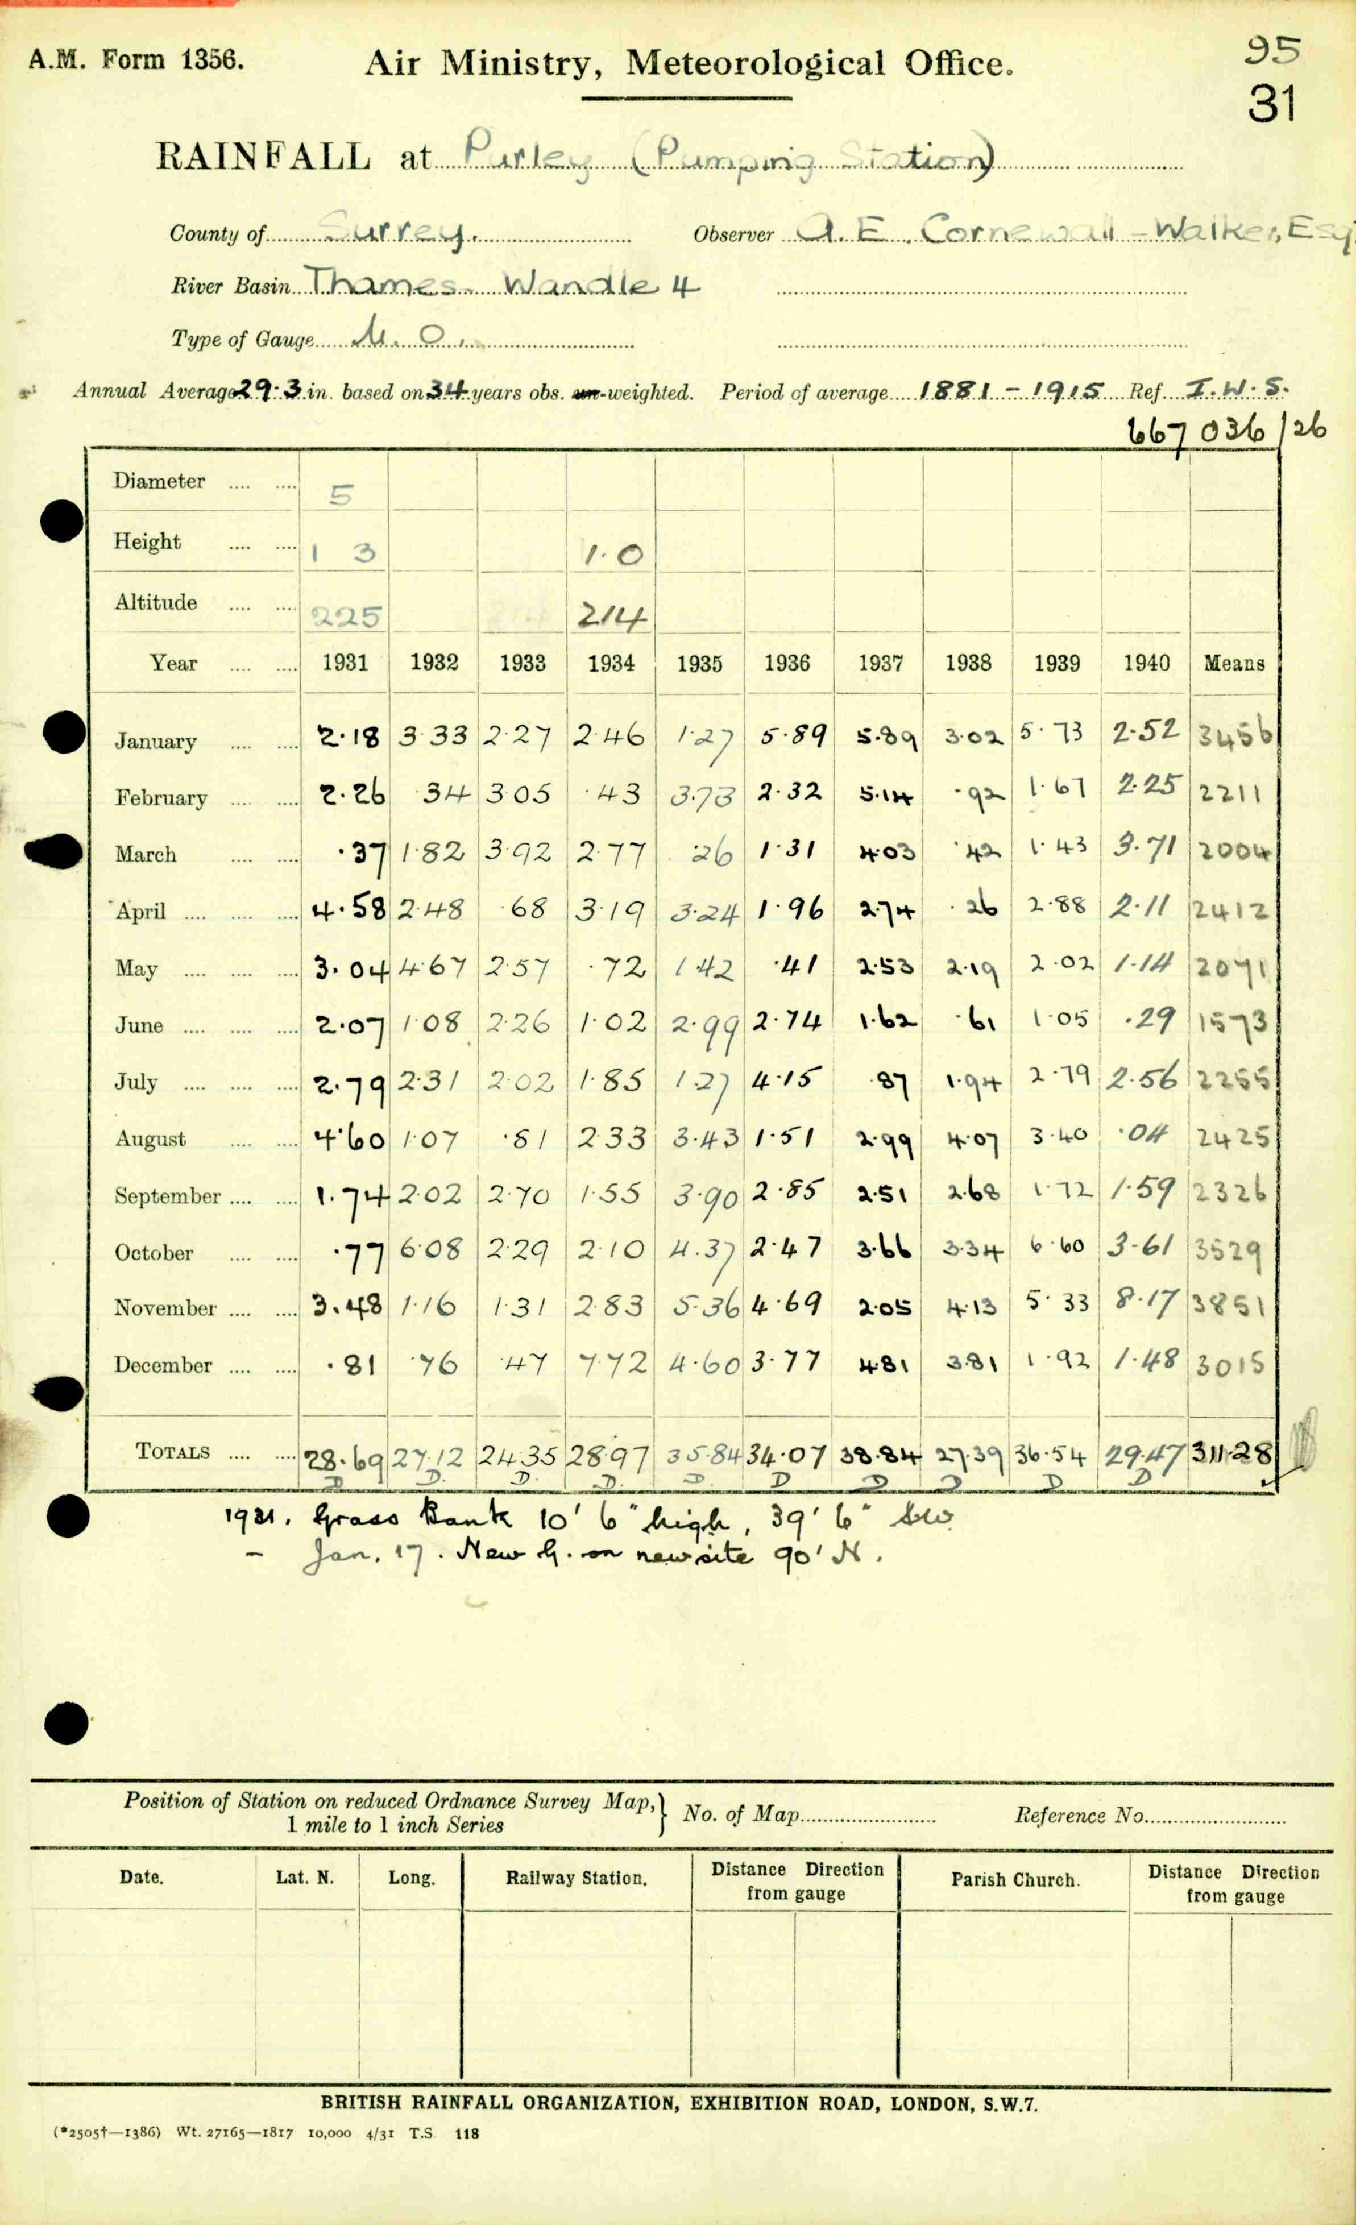 A.M. Form 1356.
Air Ministry, Meteorological Office.
95
31
RAINFALL at Purley (Pumping Station)
County of Surrey. Observer A. E. Cornewall-Walker, Esq.
River Basin Thames. Wandle 4
Type of Gauge M. O.
Annual Average 29.3 in. based on 34 years obs. un-weighted. Period of average 1881 - 1915 Ref. I.W.S.
667 036/26
Diameter .... .... 5
Height .... .... 1 3 1.0
Altitude .... .... 225 214
Year .... .... 1931 1932 1933 1934 1935 1936 1937 1938 1939 1940 Means
January .... .... 2.18 3.33 2.27 2.46 1.27 5.89 5.89 3.02 5.73 2.52 3456
February .... .... 2.26 .34 3.05 .43 3.73 2.32 5.14 .92 1.67 2.25 2211
March .... .... .37 1.82 3.92 2.77 .26 1.31 4.03 .42 1.43 3.71 2004
April .... .... .... 4.58 2.48 .68 3.19 3.24 1.96 2.74 .26 2.88 2.11 2412
May .... .... .... 3.04 4.67 2.57 .72 1.42 .41 2.53 2.19 2.02 1.14 2071
June .... .... .... 2.07 1.08 2.26 1.02 2.99 2.74 1.62 .61 1.05 .29 1573
July .... .... .... 2.79 2.31 2.02 1.85 1.27 4.15 .87 1.94 2.79 2.56 2255
August .... .... 4.60 1.07 .81 2.33 3.43 1.51 2.99 4.07 3.40 .04 2425
September .... .... 1.74 2.02 2.70 1.55 3.90 2.85 2.51 2.68 1.72 1.59 2326
October .... .... .77 6.08 2.29 2.10 4.37 2.47 3.66 3.34 6.60 3.61 3529
November .... .... 3.48 1.16 1.31 2.83 5.36 4.69 2.05 4.13 5.33 8.17 3851
December .... .... .81 .76 .47 7.72 4.60 3.77 4.81 3.81 1.92 1.48 3015
TOTALS .... .... 28.69 27.12 24.35 28.97 35.84 34.07 38.84 27.39 36.54 29.47 311.28
D D. D. D. D. D D D D D
1931. Grass Bank 10' 6" high, 39' 6" SW
– Jan. 17. New G. on new site 90' N.
Position of Station on reduced Ordnance Survey Map, } No. of Map Reference No.
1 mile to 1 inch Series
Date. Lat. N. Long. Railway Station. Distance Direction from gauge Parish Church. Distance Direction from gauge
BRITISH RAINFALL ORGANIZATION, EXHIBITION ROAD, LONDON, S.W.7.
(*2505†—1386) Wt. 27165—1817 10,000 4/31 T.S. 118